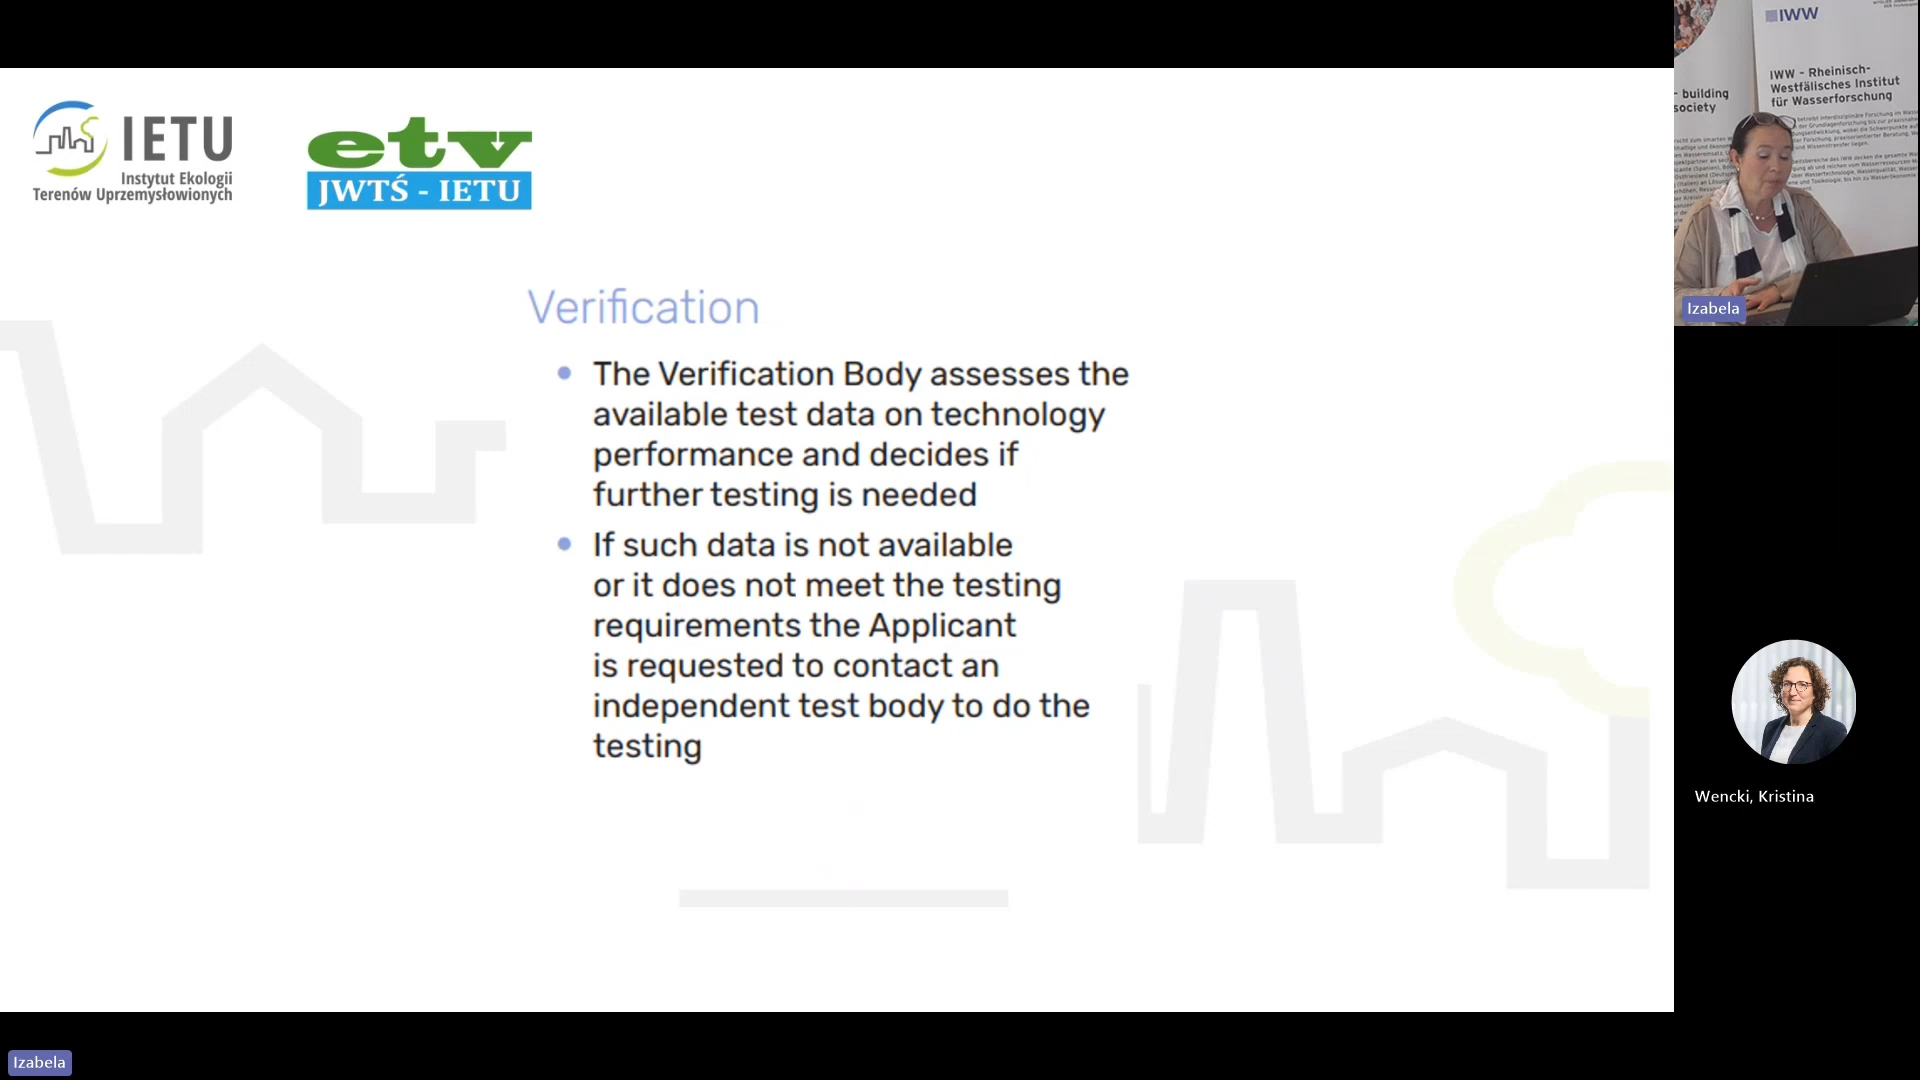 IETU
Instytut Ekologii
Terenów Uprzemysłowionych
etv
JWTŚ - IETU
Verification
• The Verification Body assesses the
available test data on technology
performance and decides if
further testing is needed
• If such data is not available
or it does not meet the testing
requirements the Applicant
is requested to contact an
independent test body to do the
testing
IWW
- building
society
IWW - Rheinisch-
Westfälisches Institut
für Wasserforschung
Izabela
Wencki, Kristina
Izabela